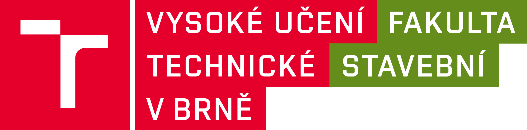 VYSOKÉ UČENÍ FAKULTA
TECHNICKÉ STAVEBNÍ
V BRNĚ